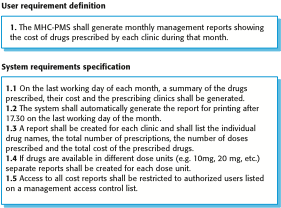 User requirement definition
1. The MHC-PMS shall generate monthly management reports showing
the cost of drugs prescribed by each clinic during that month.
System requirements specification
1.1 On the last working day of each month, a summary of the drugs
prescribed, their cost and the prescribing clinics shall be generated.
1.2 The system shall automatically generate the report for printing after
17.30 on the last working day of the month.
1.3 A report shall be created for each clinic and shall list the individual
drug names, the total number of prescriptions, the number of doses
prescribed and the total cost of the prescribed drugs.
1.4 If drugs are available in different dose units (e.g. 10mg, 20 mg, etc.)
separate reports shall be created for each dose unit.
1.5 Access to all cost reports shall be restricted to authorized users listed
on a management access control list.